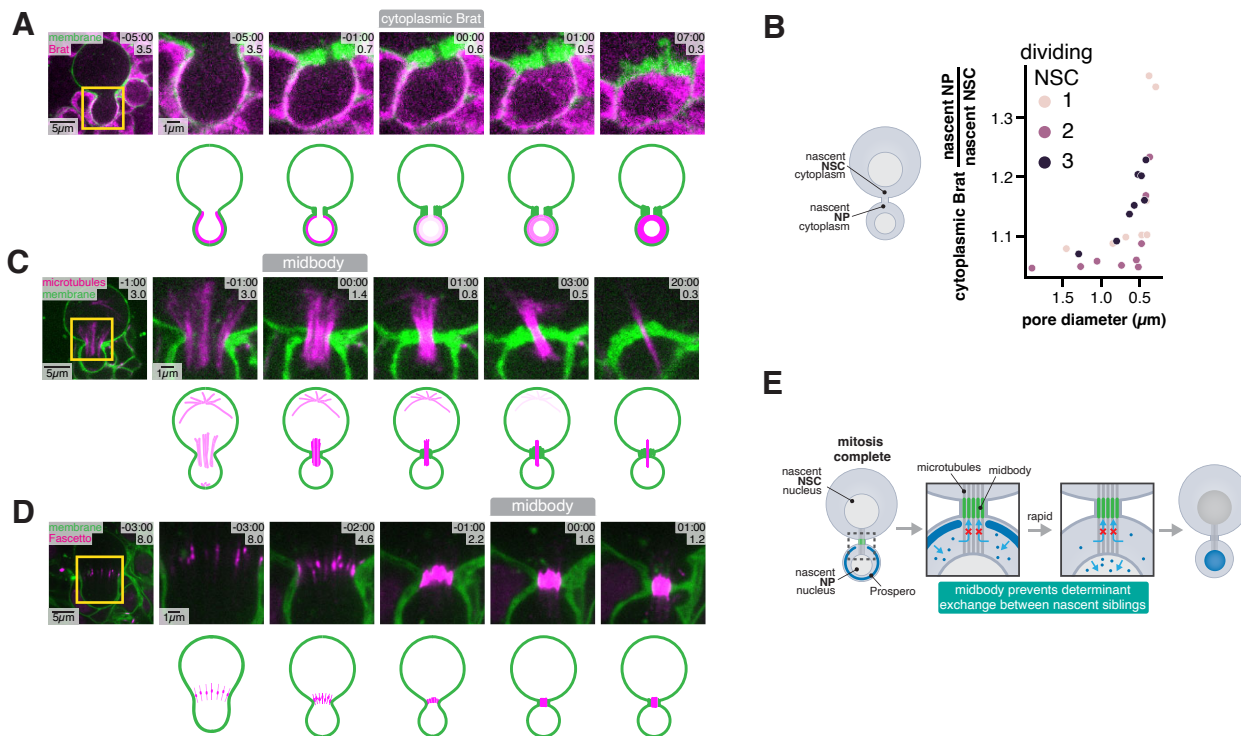 A
cytoplasmic Brat
membrane
Brat
-05:00
3.5
5µm
-05:00
3.5
1µm
-01:00
0.7
00:00
0.6
01:00
0.5
07:00
0.3
B
nascent
NSC
cytoplasm
nascent
NP
cytoplasm
cytoplasmic Brat
nascent NP
nascent NSC
dividing
NSC
1
2
3
1.3
1.2
1.1
1.5
1.0
0.5
pore diameter (µm)
C
midbody
microtubules
membrane
-1:00
3.0
5µm
-01:00
3.0
1µm
00:00
1.4
01:00
0.8
03:00
0.5
20:00
0.3
D
midbody
membrane
Fascetto
-03:00
8.0
5µm
-03:00
8.0
1µm
-02:00
4.6
-01:00
2.2
00:00
1.6
01:00
1.2
E
mitosis
complete
nascent
NSC
nucleus
nascent
NP
nucleus
Prospero
microtubules
midbody
rapid
midbody prevents determinant
exchange between nascent siblings